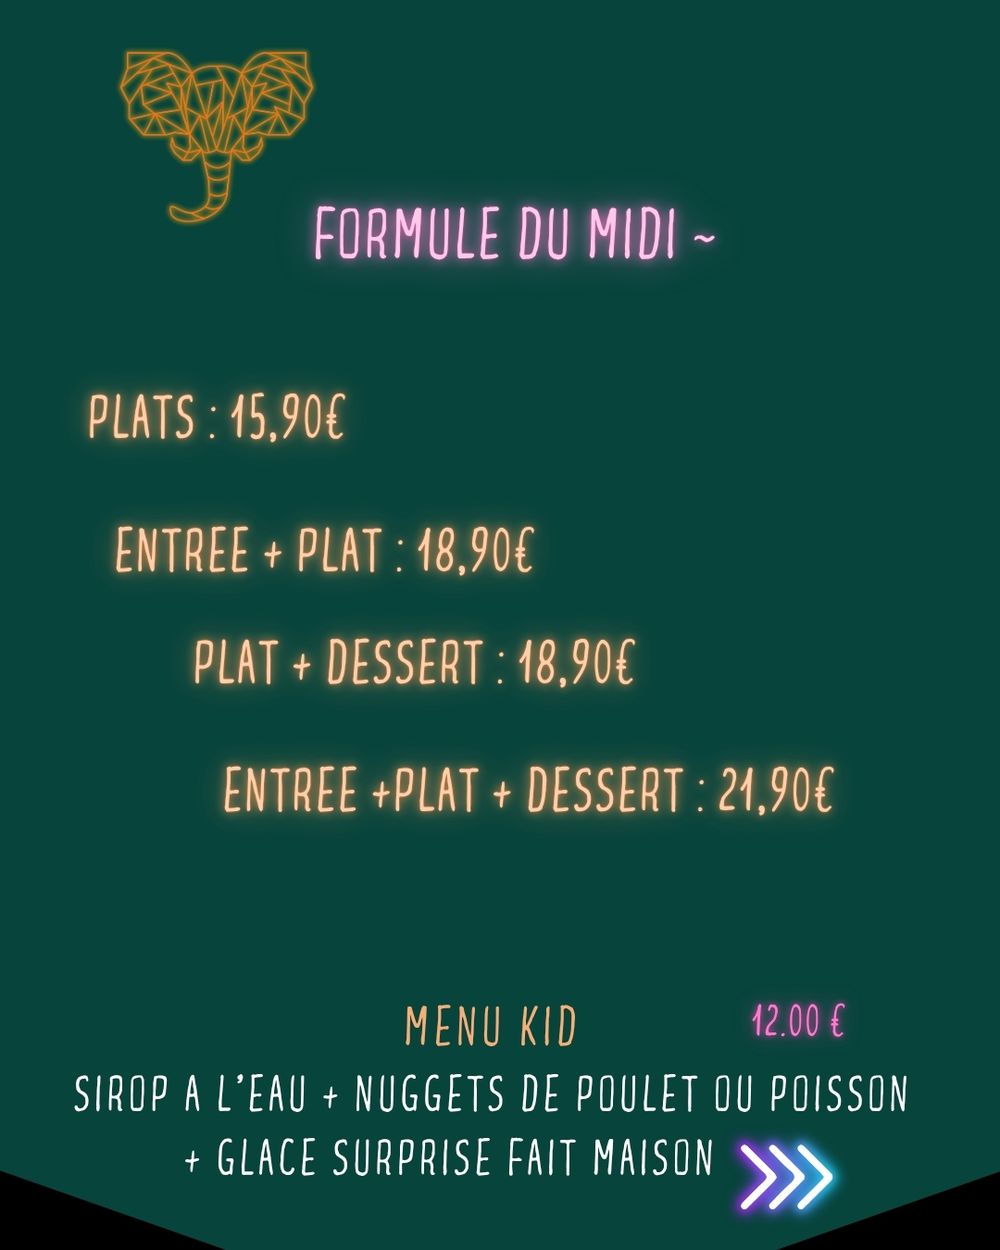 FORMULE DU MIDI ~
PLATS : 15,90€
ENTREE + PLAT : 18,90€
PLAT + DESSERT : 18,90€
ENTREE +PLAT + DESSERT : 21,90€
MENU KID 12.00 €
SIROP A L'EAU + NUGGETS DE POULET OU POISSON
+ GLACE SURPRISE FAIT MAISON